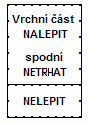 Vrchní část
NALEPIT
spodní
NETRHAT
NELEPIT